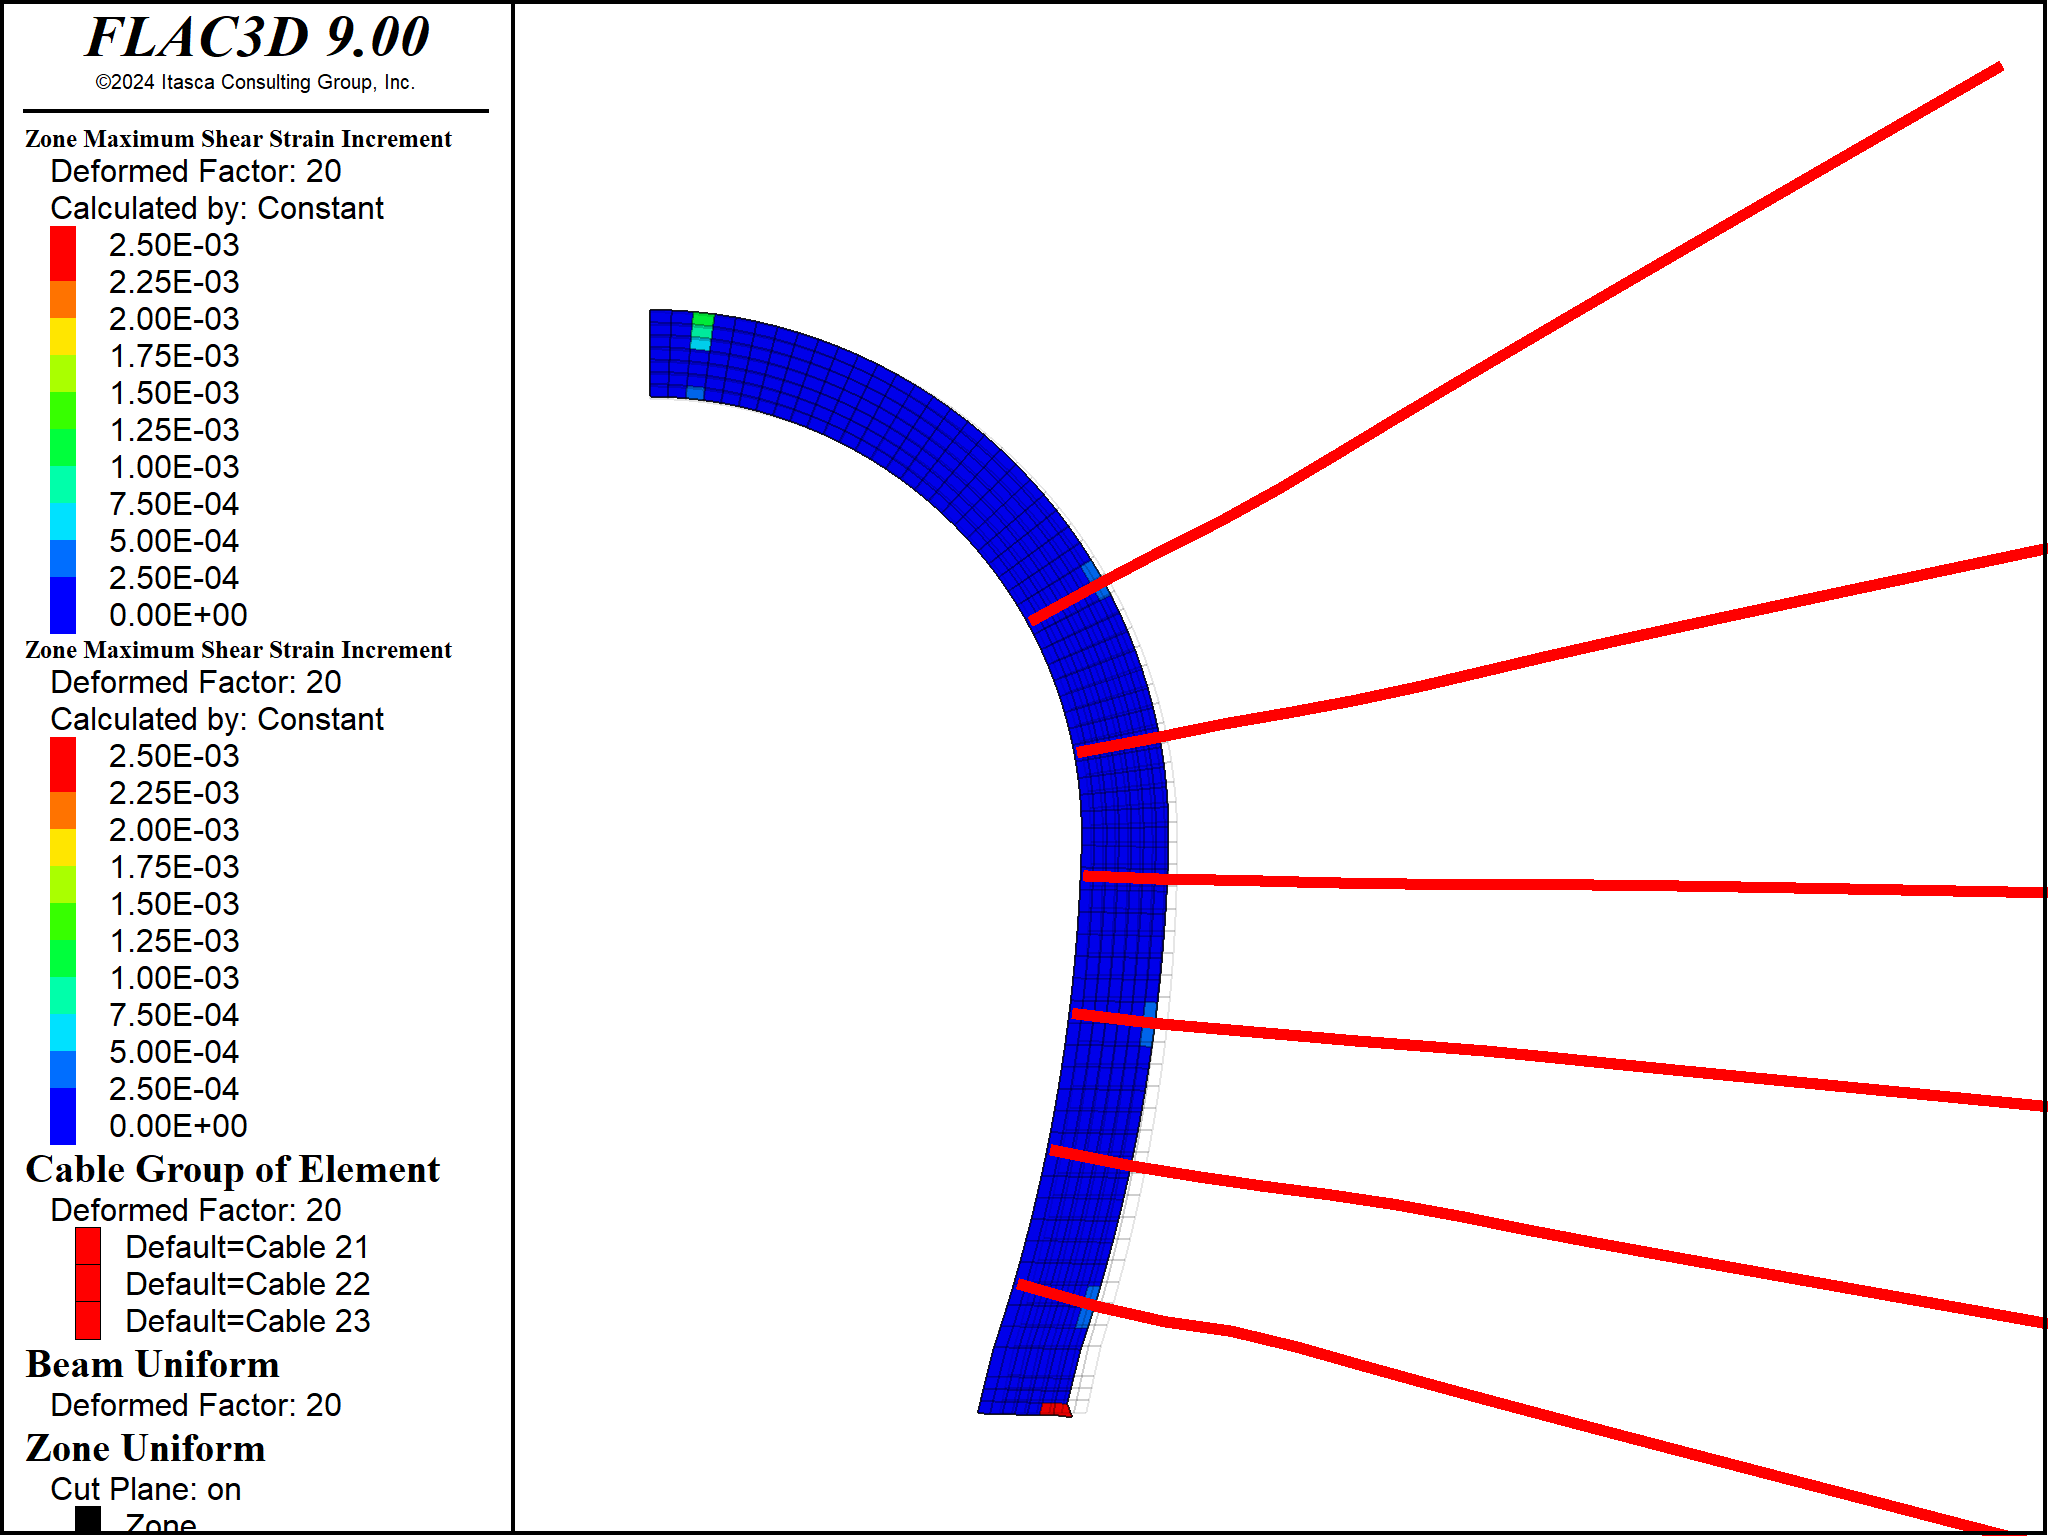 FLAC3D 9.00
©2024 Itasca Consulting Group, Inc.
Zone Maximum Shear Strain Increment
Deformed Factor: 20
Calculated by: Constant
2.50E-03
2.25E-03
2.00E-03
1.75E-03
1.50E-03
1.25E-03
1.00E-03
7.50E-04
5.00E-04
2.50E-04
0.00E+00
Zone Maximum Shear Strain Increment
Deformed Factor: 20
Calculated by: Constant
2.50E-03
2.25E-03
2.00E-03
1.75E-03
1.50E-03
1.25E-03
1.00E-03
7.50E-04
5.00E-04
2.50E-04
0.00E+00
Cable Group of Element
Deformed Factor: 20
Default=Cable 21
Default=Cable 22
Default=Cable 23
Beam Uniform
Deformed Factor: 20
Zone Uniform
Cut Plane: on
Zone